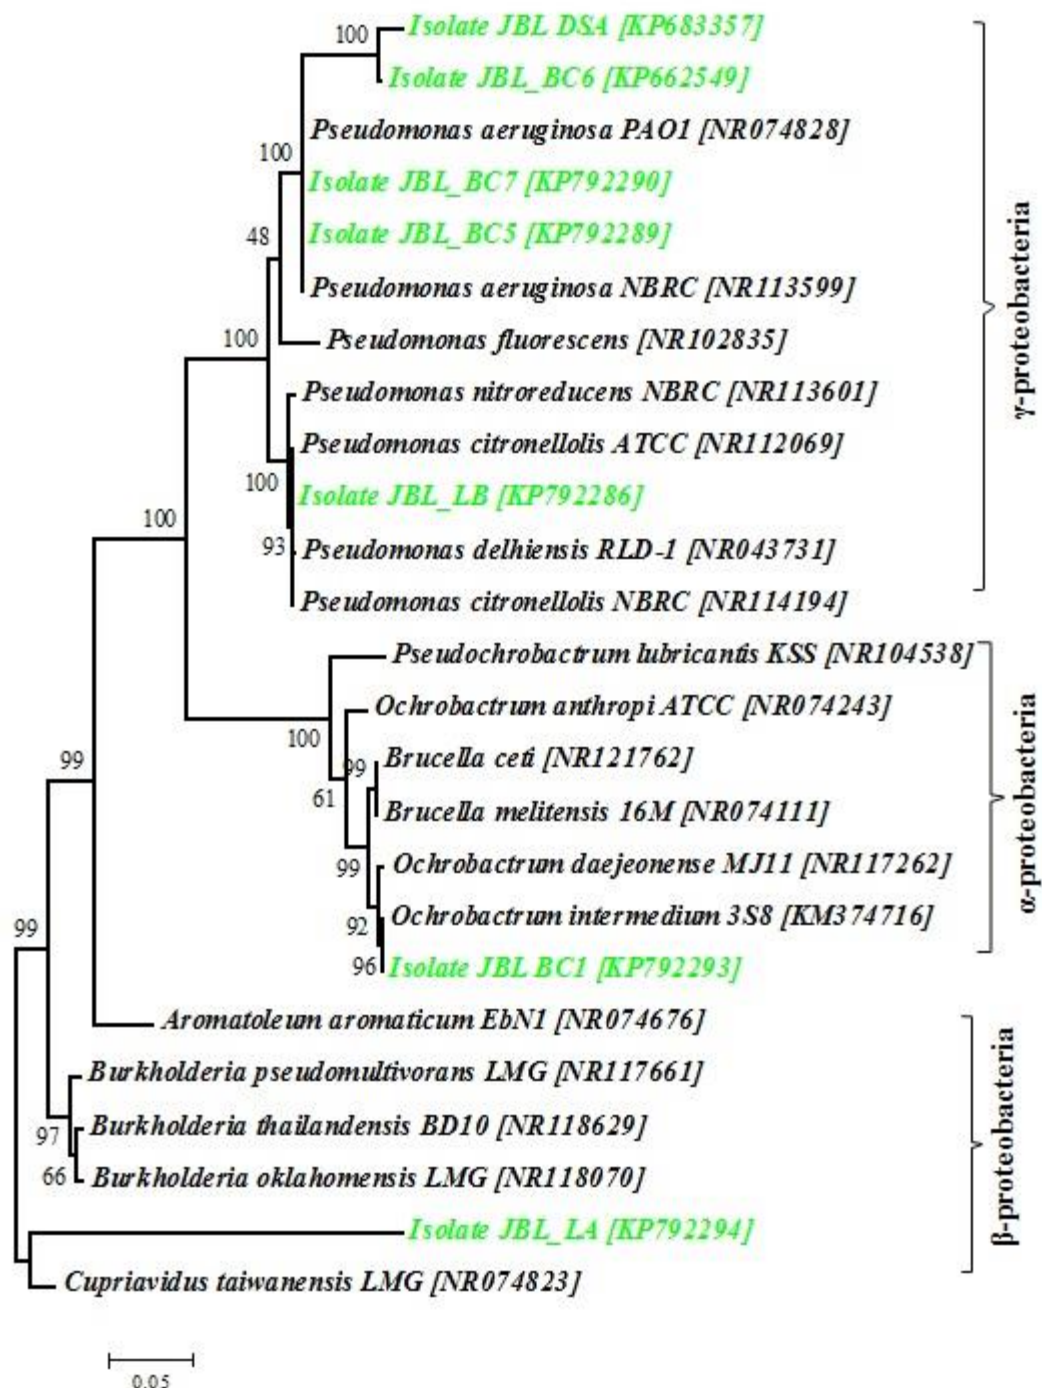 Isolate JBL DSA [KP683357]
100
Isolate JBL_BC6 [KP662549]
Pseudomonas aeruginosa PAO1 [NR074828]
100
Isolate JBL_BC7 [KP792290]
Isolate JBL_BC5 [KP792289]
48
Pseudomonas aeruginosa NBRC [NR113599]
100
Pseudomonas fluorescens [NR102835]
Pseudomonas nitroreducens NBRC [NR113601]
Pseudomonas citronellolis ATCC [NR112069]
100
Isolate JBL_LB [KP792286]
93
Pseudomonas delhiensis RLD-1 [NR043731]
Pseudomonas citronellolis NBRC [NR114194]
γ-proteobacteria
100
Pseudochrobactrum lubricantis KSS [NR104538]
Ochrobactrum anthropi ATCC [NR074243]
100
Brucella ceti [NR121762]
99
61
Brucella melitensis 16M [NR074111]
99
Ochrobactrum daejeonense MJ11 [NR117262]
99
Ochrobactrum intermedium 3S8 [KM374716]
92
Isolate JBL BC1 [KP792293]
96
α-proteobacteria
99
Aromatoleum aromaticum EbN1 [NR074676]
Burkholderia pseudomultivorans LMG [NR117661]
Burkholderia thailandensis BD10 [NR118629]
97
Burkholderia oklahomensis LMG [NR118070]
66
Isolate JBL_LA [KP792294]
Cupriavidus taiwanensis LMG [NR074823]
β-proteobacteria
0.05